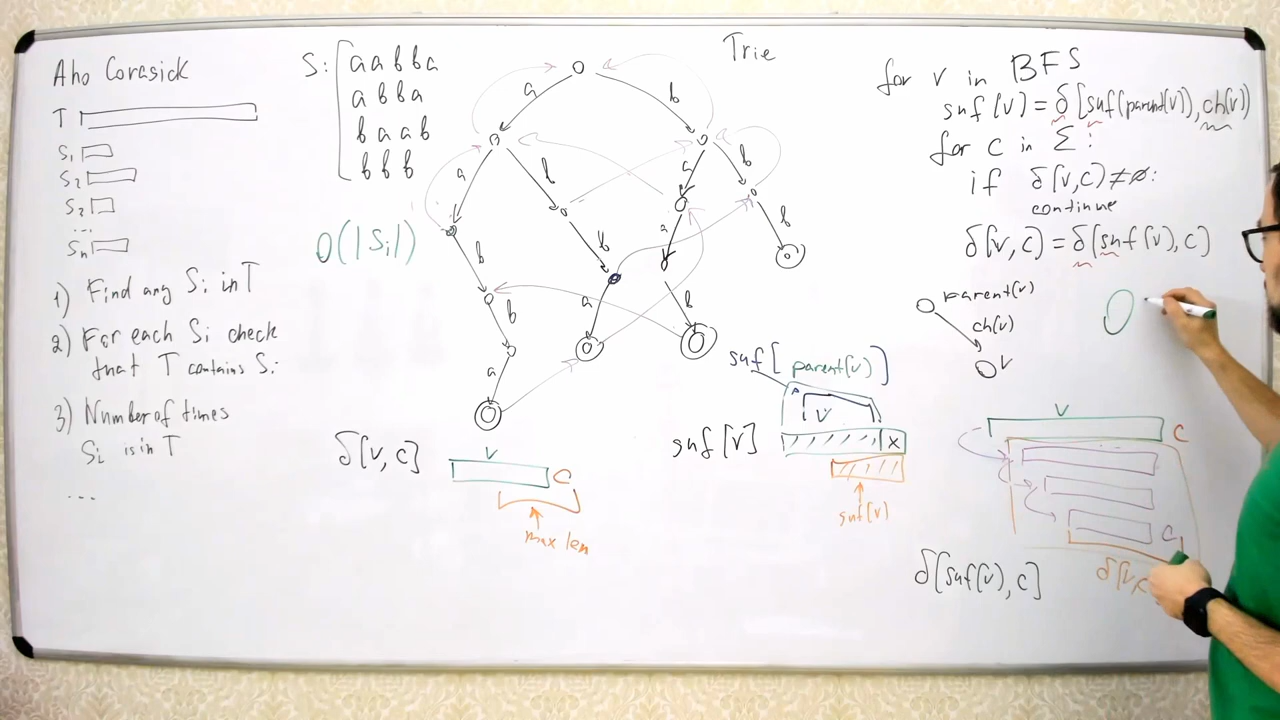 Aho Corasick
T
S₁
S₂
S₂
...
Sₙ
1) Find any Sᵢ in T
2) For each Sᵢ check
that T contains Sᵢ
3) Number of times
Sᵢ is in T
...
S:
aabba
abba
baab
bbb
O(|Sᵢ|)
Trie
a
b
a
b
a
b
b
b
a
b
b
a
b
a
δ[v,c]
v
c
max len
suf[parent(v)]
v
suf[v]
x
suf(v)
for v in BFS
suf(v) = δ[suf(parent(v)), ch(v)]
for c in Σ:
if δ(v,c) ≠ ∅:
continue
δ(v,c) = δ(suf(v), c]
parent(v)
ch(v)
v
O
v
c
c
δ[suf(v), c]